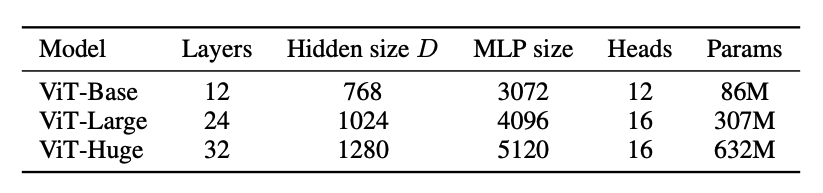 Model Layers Hidden size D MLP size Heads Params
ViT-Base 12 768 3072 12 86M
ViT-Large 24 1024 4096 16 307M
ViT-Huge 32 1280 5120 16 632M